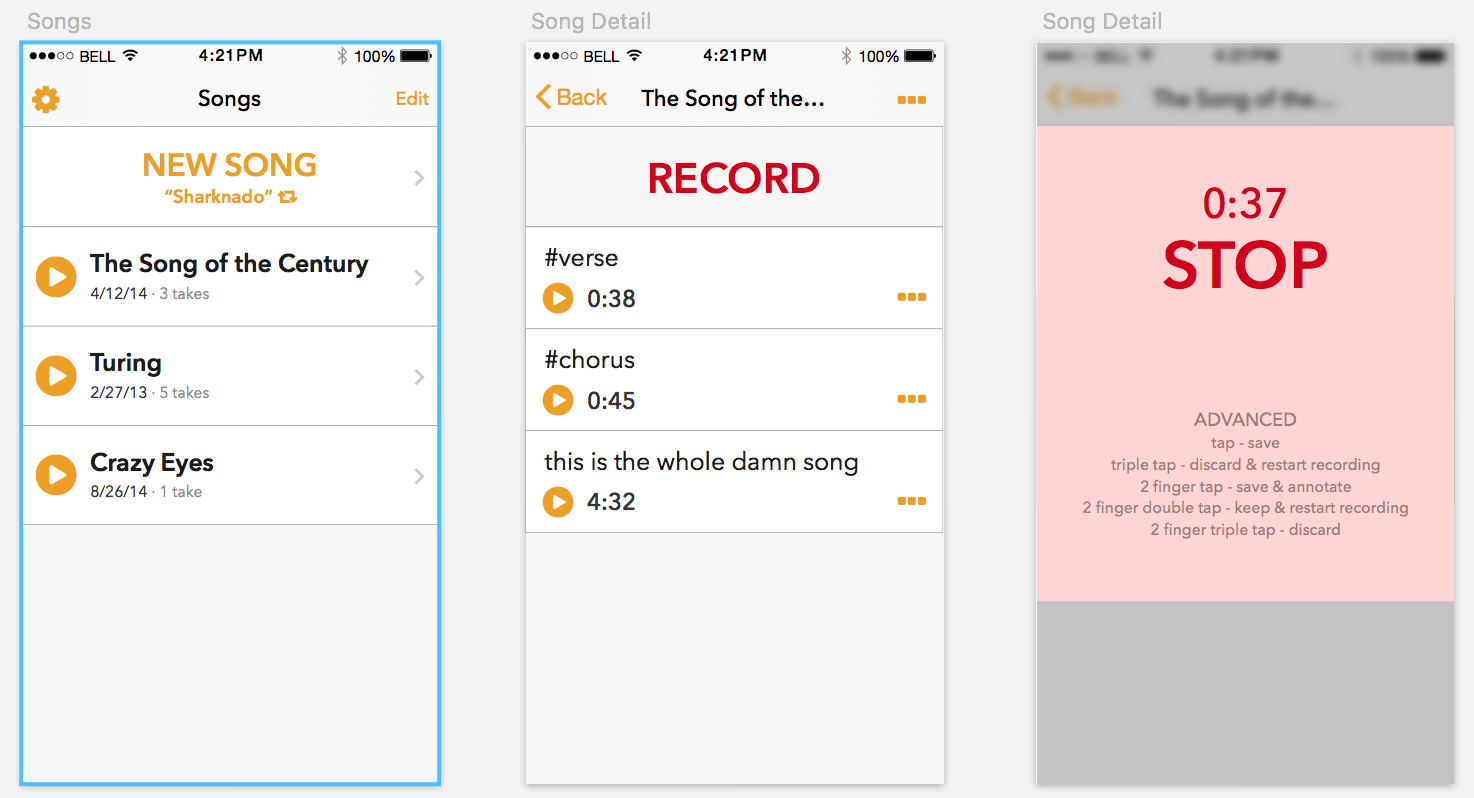 Songs
BELL 4:21PM 100%
Songs Edit
NEW SONG
“Sharknado”
The Song of the Century
4/12/14 · 3 takes
Turing
2/27/13 · 5 takes
Crazy Eyes
8/26/14 · 1 take
Song Detail
BELL 4:21PM 100%
Back The Song of the...
RECORD
#verse
0:38
#chorus
0:45
this is the whole damn song
4:32
Song Detail
BELL 4:21PM 100%
Back The Song of the...
0:37
STOP
ADVANCED
tap - save
triple tap - discard & restart recording
2 finger tap - save & annotate
2 finger double tap - keep & restart recording
2 finger triple tap - discard